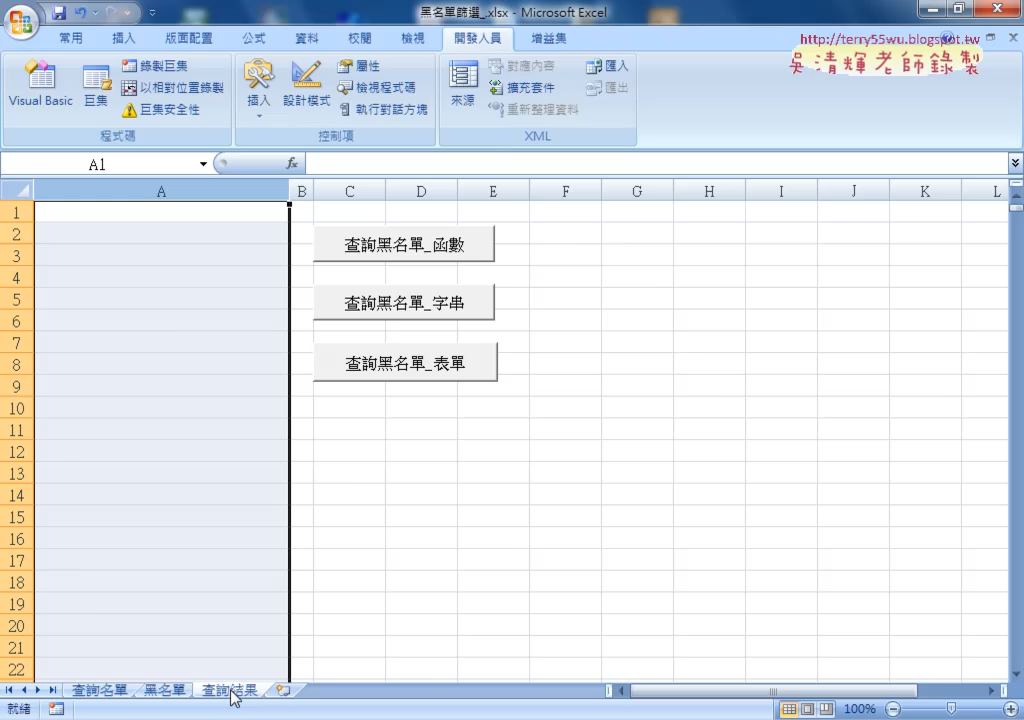 黑名單篩選_.xlsx - Microsoft Excel
常用 插入 版面配置 公式 資料 校閱 檢視 開發人員 增益集
http://terry55wu.blogspot.tw
吳清輝老師錄製
Visual Basic 巨集 錄製巨集 以相對位置錄製 巨集安全性
程式碼
插入 設計模式 屬性 檢視程式碼 執行對話方塊
控制項
來源 對應內容 擴充套件 重新整理資料 匯入 匯出
XML
A1 fx
A B C D E F G H I J K L
1
2
3
4
5
6
7
8
9
10
11
12
13
14
15
16
17
18
19
20
21
22
查詢黑名單_函數
查詢黑名單_字串
查詢黑名單_表單
查詢名單 黑名單 查詢結果
就緒 100%